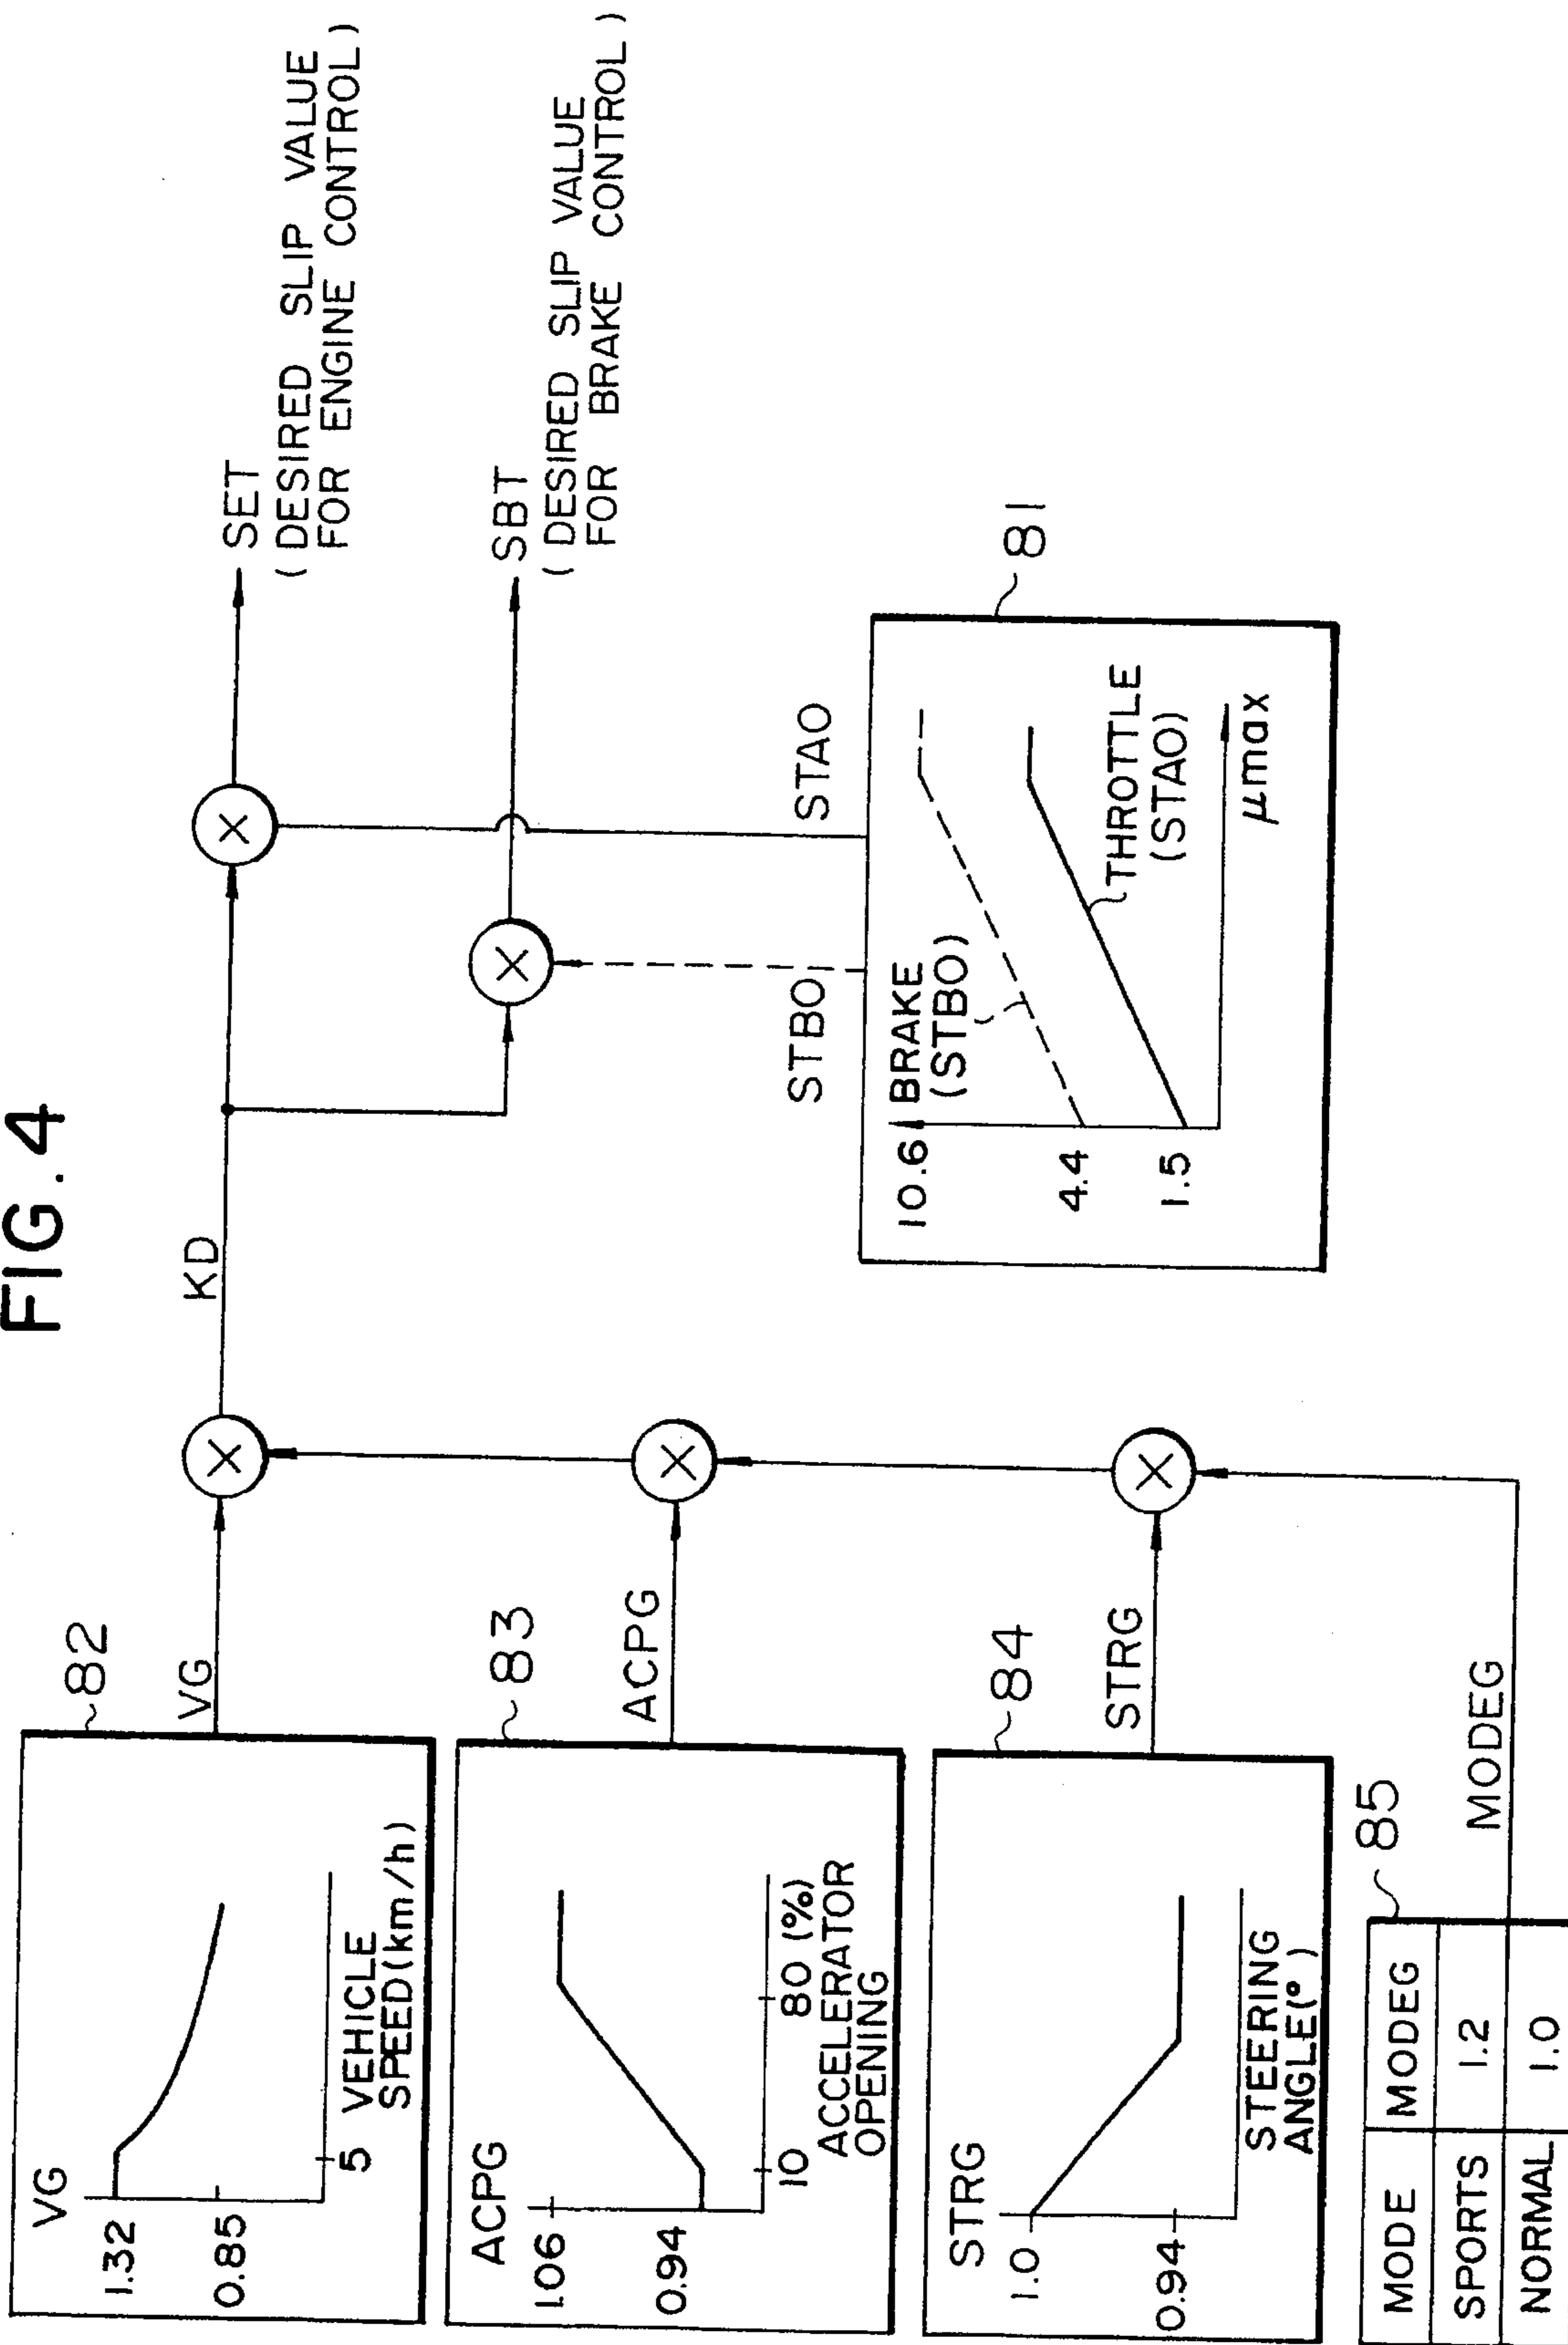 FIG. 4
VG
1.32
0.85
5
VEHICLE
SPEED (km/h)
82
VG
ACPG
1.06
0.94
10
80 (%)
ACCELERATOR
OPENING
83
ACPG
STRG
1.0
0.94
STEERING
ANGLE(°)
84
STRG
MODE MODEG
SPORTS 1.2
NORMAL 1.0
85
MODEG
KD
SET
(DESIRED SLIP VALUE
FOR ENGINE CONTROL)
SBT
(DESIRED SLIP VALUE
FOR BRAKE CONTROL)
STBO
STAO
81
10.6
4.4
1.5
BRAKE
(STBO)
THROTTLE
(STAO)
μmax